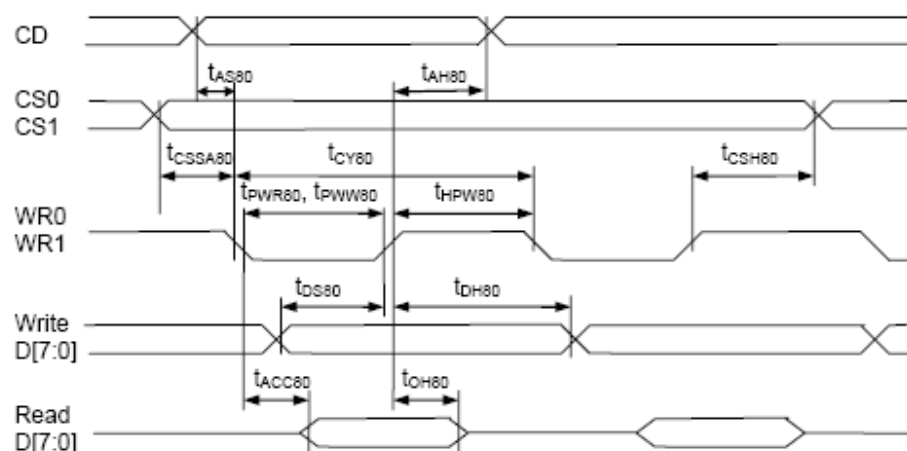 CD
tAS80 tAH80
CS0
CS1
tCSSA80 tCY80 tCSH80
tPWR80, tPWW80 tHPW80
WR0
WR1
tDS80 tDH80
Write
D[7:0]
tACC80 tOH80
Read
D[7:0]